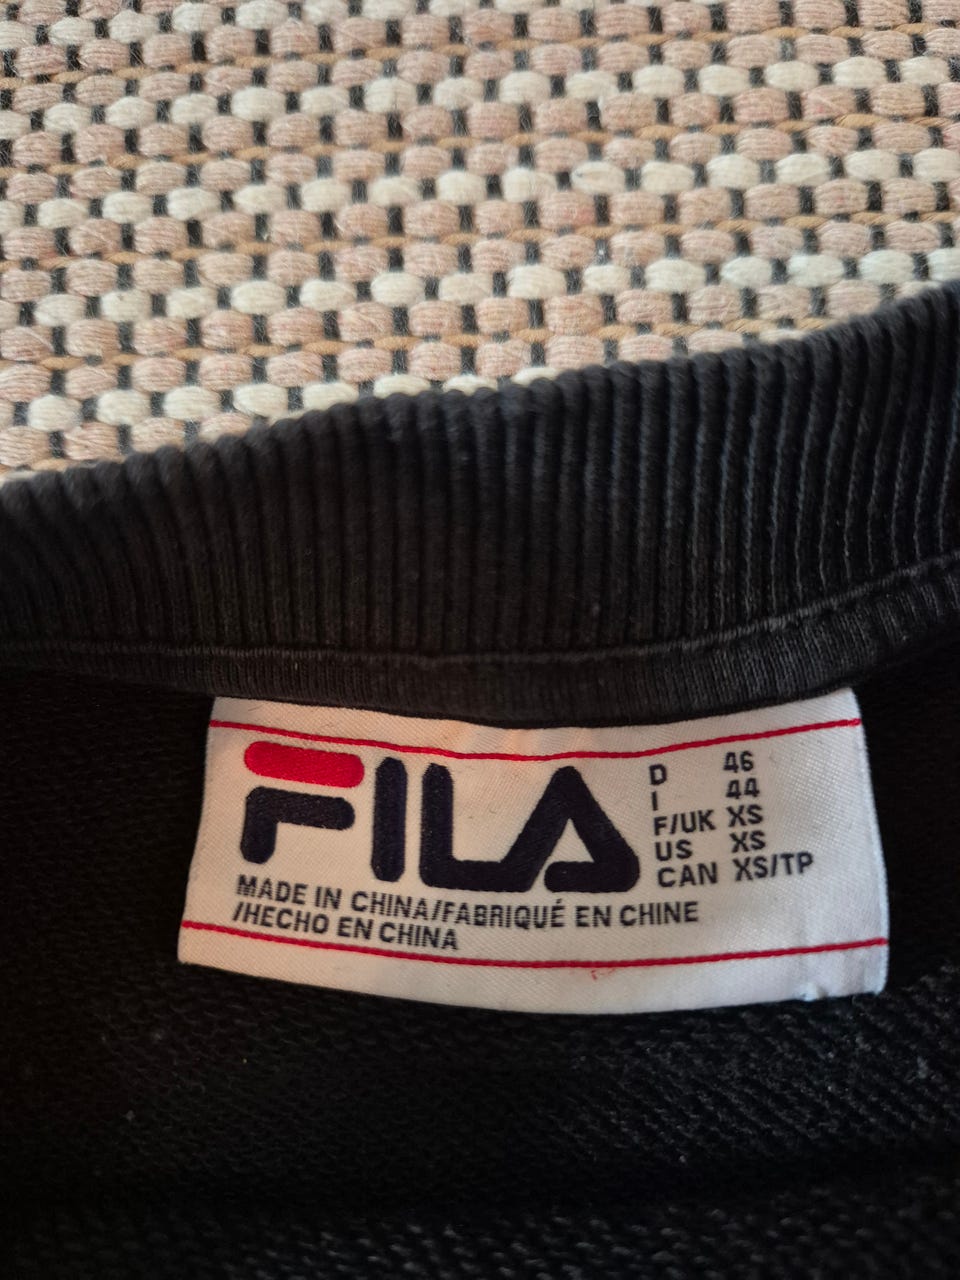 FILA
D 46
I 44
F/UK XS
US XS
CAN XS/TP
MADE IN CHINA/FABRIQUÉ EN CHINE
/HECHO EN CHINA